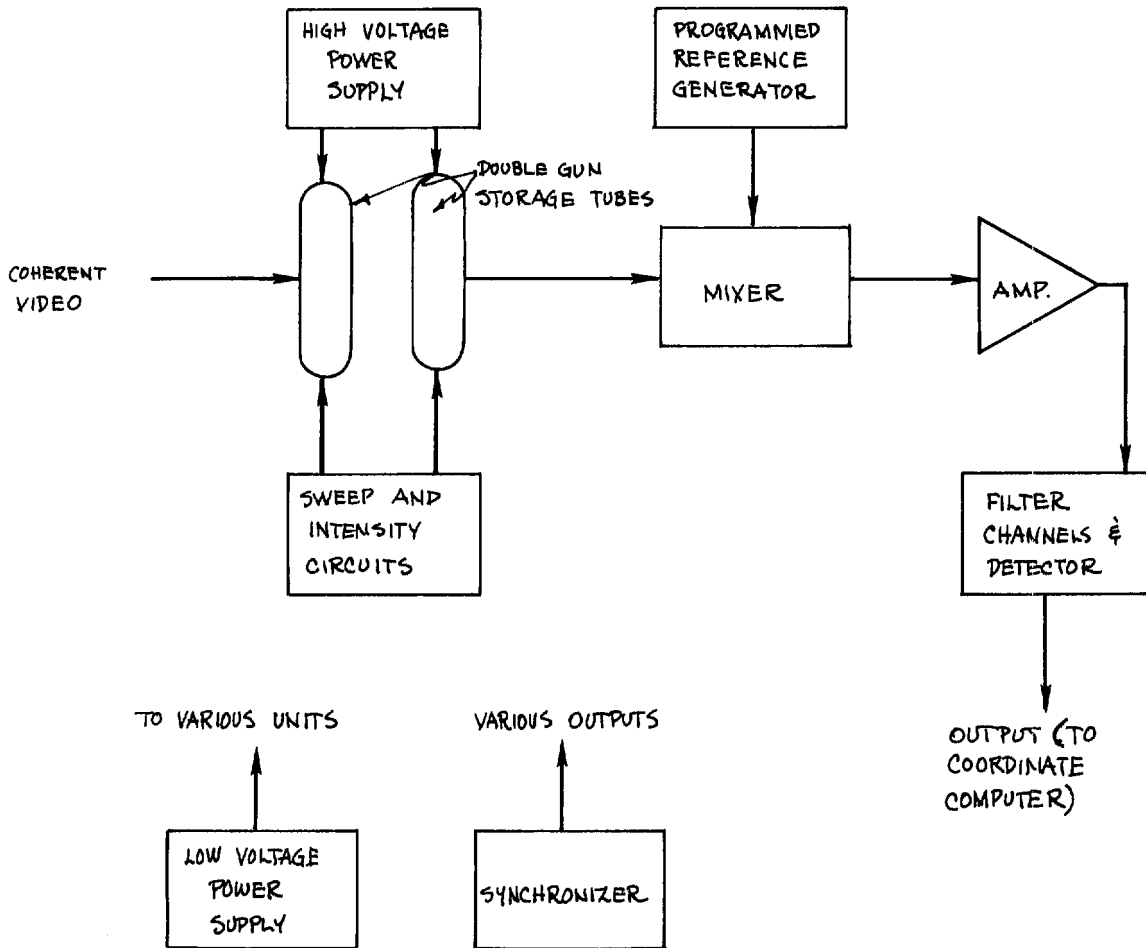 HIGH VOLTAGE
POWER
SUPPLY
PROGRAMNIED
REFERENCE
GENERATOR
DOUBLE GUN
STORAGE TUBES
COHERENT
VIDEO
MIXER
AMP.
SWEEP AND
INTENSITY
CIRCUITS
FILTER
CHANNELS &
DETECTOR
TO VARIOUS UNITS
VARIOUS OUTPUTS
OUTPUT (TO
COORDINATE
COMPUTER)
LOW VOLTAGE
POWER
SUPPLY
SYNCHRONIZER